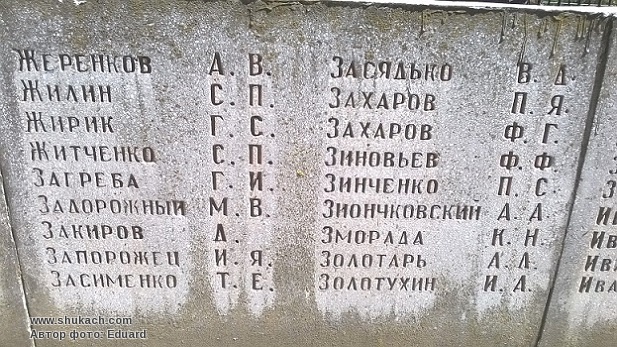 ЖЕРЕНКОВ А. В.
ЖИЛИН С. П.
ЖИРИК Г. С.
ЖИТЧЕНКО С. П.
ЗАГРЕБА Г. И.
ЗАДОРОЖНЫЙ М. В.
ЗАКИРОВ Д.
ЗАПОРОЖЕЦ И. Я.
ЗАСИМЕНКО Т. Е.
ЗАСЯДЬКО В. Д.
ЗАХАРОВ П. Я.
ЗАХАРОВ Ф. Г.
ЗИНОВЬЕВ Ф. Ф.
ЗИНЧЕНКО П. С.
ЗИОНЧКОВСКИЙ А. А.
ЗМОРАДА К. Н.
ЗОЛОТАРЬ А. Д.
ЗОЛОТУХИН И. А.
www.shukach.com
Автор фото: Eduard